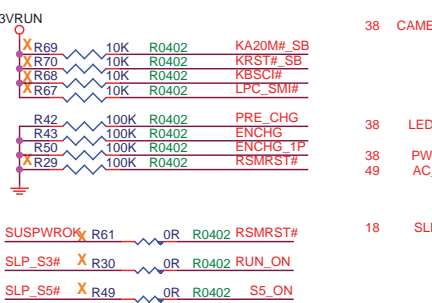 3VRUN
X R69 10K R0402 KA20M#_SB
X R70 10K R0402 KRST#_SB
X R68 10K R0402 KBSCI#
X R67 10K R0402 LPC_SMI#
R42 100K R0402 PRE_CHG
R43 100K R0402 ENCHG
R50 100K R0402 ENCHG_1P
X R29 100K R0402 RSMRST#
SUSPWROK X R61 0R R0402 RSMRST#
SLP_S3# X R30 0R R0402 RUN_ON
SLP_S5# X R49 0R R0402 S5_ON
38 CAME
38 LED
38 PW
49 AC_
18 SL